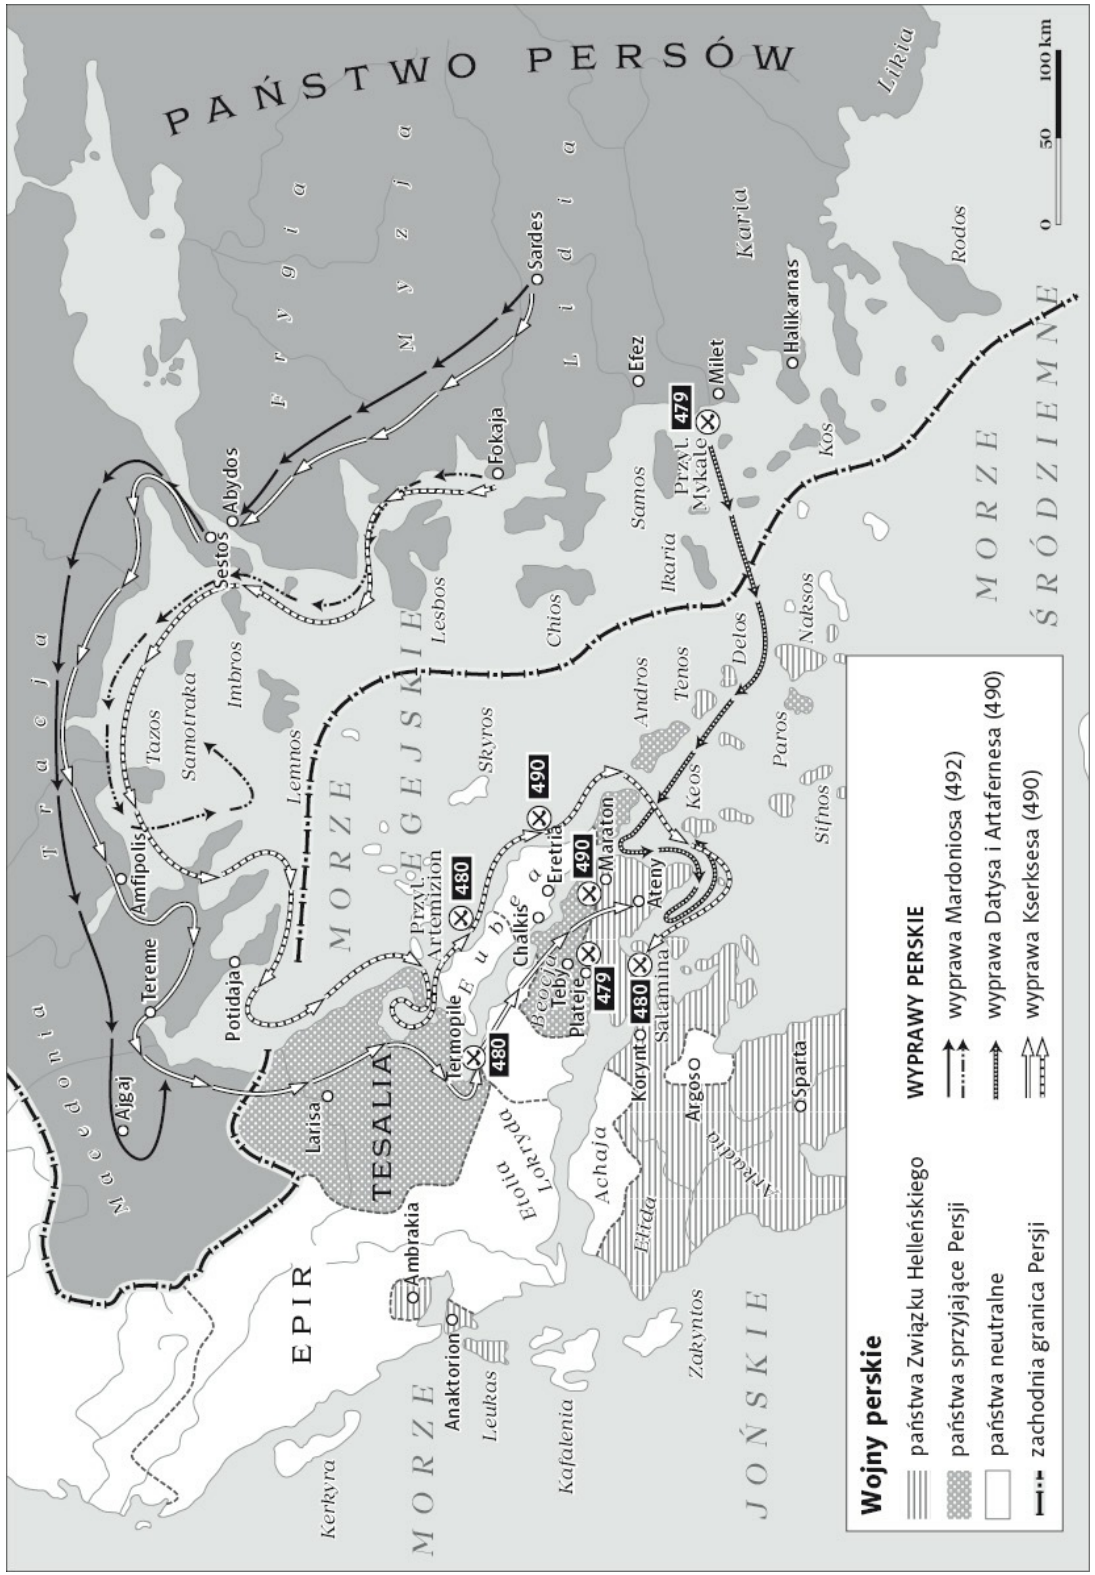 PAŃSTWO PERSÓW
Tracja
Macedonia
Frygia
Myzja
Lidia
Karia
Likia
Ajgaj
Tereme
Amfipolis
Potidaja
Tazos
Samotraka
Imbros
Lemnos
Sestos
Abydos
Sardes
Fokaja
Efez
Milet
Halikarnas
Rodos
Kos
Samos
Przyl.
Mykale
479
Ikaria
Chios
Lesbos
MORZE
EGEJSKIE
Skyros
Andros
Tenos
Delos
Naksos
Paros
Keos
Sifnos
EPIR
TESALIA
Larisa
Ambrakia
Anaktorion
Leukas
Kerkyra
Kafalenia
Zakyntos
Etolia
Lokryda
Termopile
480
Przyl.
Artemizion
480
Eubea
Chalkis
Eretria
490
Beocja
Teby
Plateje
479
490
Maraton
Ateny
480
Salamina
Korynt
Argos
Achaja
Elida
Arkadia
Sparta
MORZE
JOŃSKIE
MORZE
ŚRÓDZIEMNE
0 50 100 km
Wojny perskie
państwa Związku Helleńskiego
państwa sprzyjające Persji
państwa neutralne
zachodnia granica Persji
WYPRAWY PERSKIE
wyprawa Mardoniosa (492)
wyprawa Datysa i Artafernesa (490)
wyprawa Kserksesa (490)